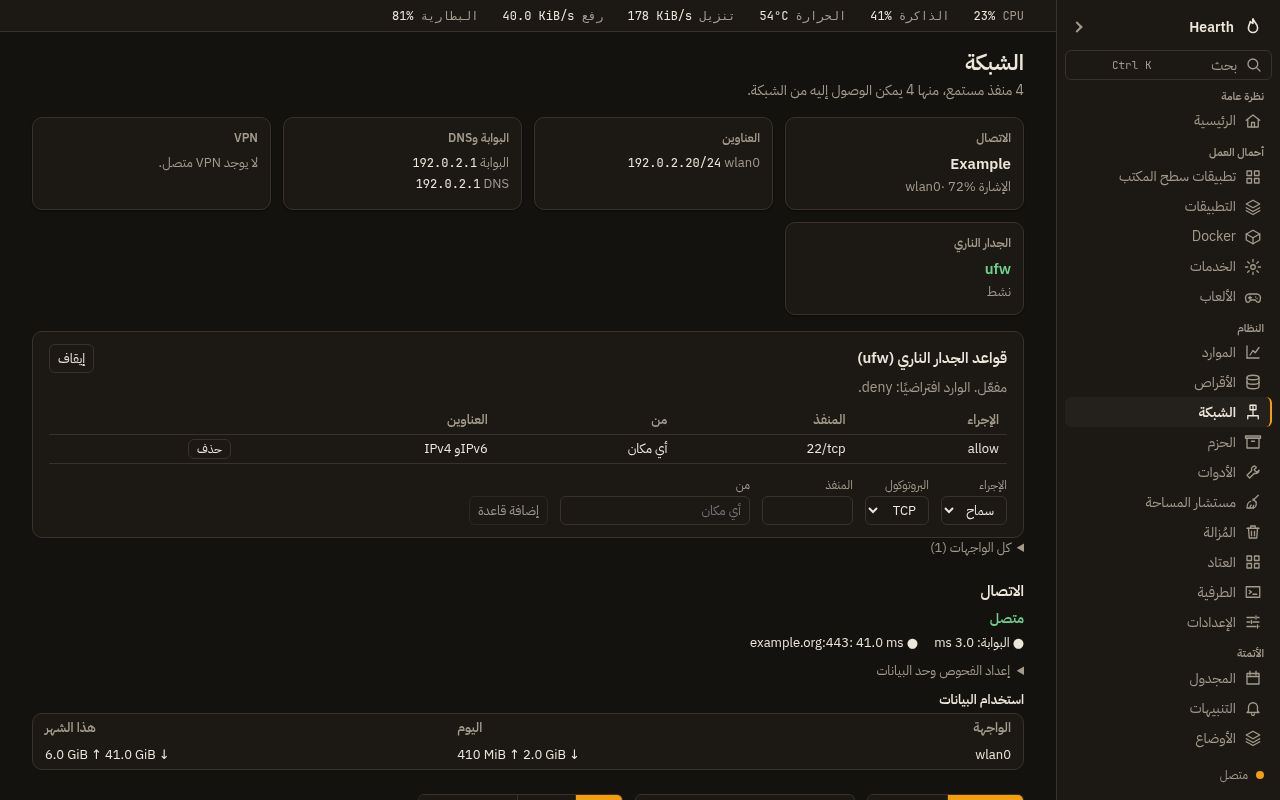 CPU 23% الذاكرة 41% الحرارة 54°C تنزيل 178 KiB/s رفع 40.0 KiB/s البطارية 81%
Hearth
بحث Ctrl K
نظرة عامة
الرئيسية
أحمال العمل
تطبيقات سطح المكتب
التطبيقات
Docker
الخدمات
الألعاب
النظام
الموارد
الأقراص
الشبكة
الحزم
الأدوات
مستشار المساحة
المُزالة
العتاد
الطرفية
الإعدادات
الأتمتة
المجدول
التنبيهات
الأوضاع
متصل
الشبكة
4 منفذ مستمع، منها 4 يمكن الوصول إليه من الشبكة.
الاتصال
Example
الإشارة 72% ·wlan0
العناوين
wlan0 192.0.2.20/24
البوابة وDNS
البوابة 192.0.2.1
DNS 192.0.2.1
VPN
لا يوجد VPN متصل.
الجدار الناري
ufw
نشط
قواعد الجدار الناري (ufw) إيقاف
مفعّل. الوارد افتراضيًا: deny.
الإجراء المنفذ من العناوين
allow 22/tcp أي مكان IPv4 وIPv6 حذف
الإجراء البروتوكول المنفذ من
سماح TCP أي مكان إضافة قاعدة
كل الواجهات (1)
الاتصال
متصل
● البوابة: 3.0 ms ● example.org:443: 41.0 ms
إعداد الفحوص وحد البيانات
استخدام البيانات
الواجهة اليوم هذا الشهر
wlan0 ↓ 2.0 GiB ↑ 410 MiB ↓ 41.0 GiB ↑ 6.0 GiB